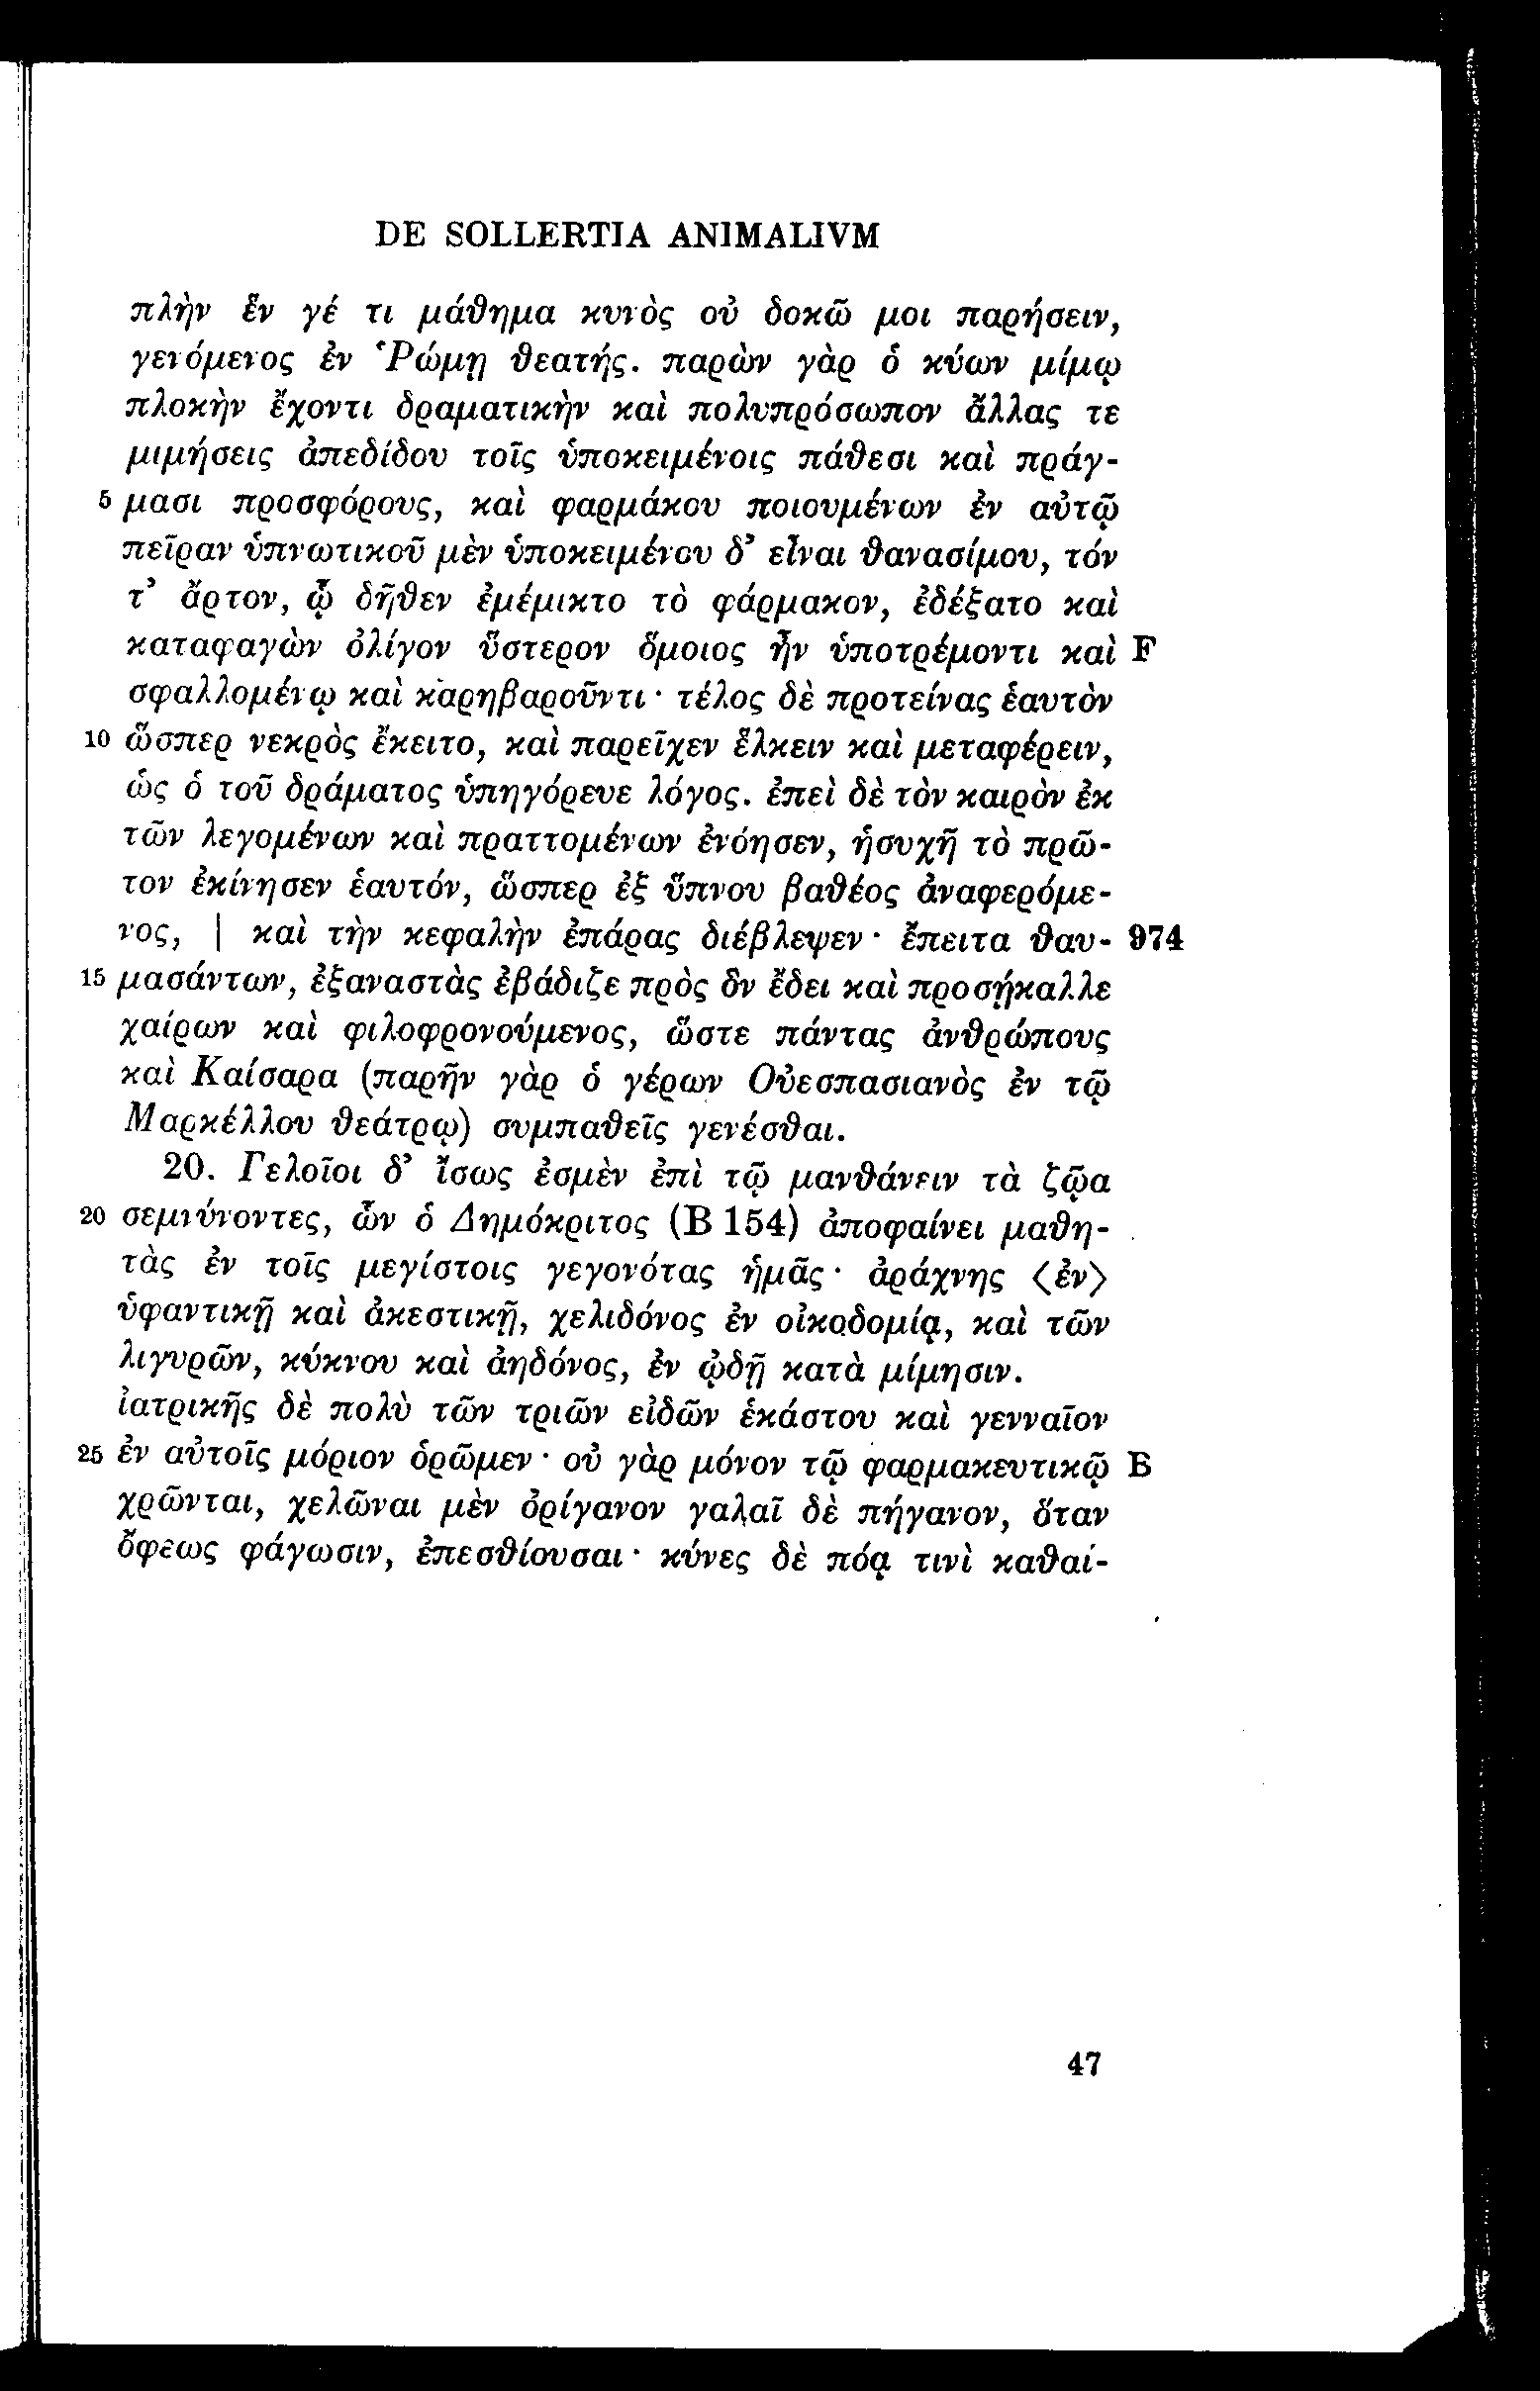 DE SOLLERTIA ANIMALIVM
πλὴν ἕν γέ τι μάθημα κυνὸς οὐ δοκῶ μοι παρήσειν,
γενόμενος ἐν Ῥώμῃ θεατής. παρὼν γὰρ ὁ κύων μίμῳ
πλοκὴν ἔχοντι δραματικὴν καὶ πολυπρόσωπον ἄλλας τε
μιμήσεις ἀπεδίδου τοῖς ὑποκειμένοις πάθεσι καὶ πράγ-
5 μασι προσφόρους, καὶ φαρμάκου ποιουμένων ἐν αὐτῷ
πεῖραν ὑπνωτικοῦ μὲν ὑποκειμένου δ’ εἶναι θανασίμου, τόν
τ’ ἄρτον, ᾧ δῆθεν ἐμέμικτο τὸ φάρμακον, ἐδέξατο καὶ
καταφαγὼν ὀλίγον ὕστερον ὅμοιος ἦν ὑποτρέμοντι καὶ F
σφαλλομένῳ καὶ καρηβαροῦντι· τέλος δὲ προτείνας ἑαυτὸν
10 ὥσπερ νεκρὸς ἔκειτο, καὶ παρεῖχεν ἕλκειν καὶ μεταφέρειν,
ὡς ὁ τοῦ δράματος ὑπηγόρευε λόγος. ἐπεὶ δὲ τὸν καιρὸν ἐκ
τῶν λεγομένων καὶ πραττομένων ἐνόησεν, ἡσυχῆ τὸ πρῶ-
τον ἐκίνησεν ἑαυτόν, ὥσπερ ἐξ ὕπνου βαθέος ἀναφερόμε-
νος, | καὶ τὴν κεφαλὴν ἐπάρας διέβλεψεν· ἔπειτα θαυ- 974
15 μασάντων, ἐξαναστὰς ἐβάδιζε πρὸς ὃν ἔδει καὶ προσῄκαλλε
χαίρων καὶ φιλοφρονούμενος, ὥστε πάντας ἀνθρώπους
καὶ Καίσαρα (παρῆν γὰρ ὁ γέρων Οὐεσπασιανὸς ἐν τῷ
Μαρκέλλου θεάτρῳ) συμπαθεῖς γενέσθαι.
20. Γελοῖοι δ’ ἴσως ἐσμὲν ἐπὶ τῷ μανθάνειν τὰ ζῷα
20 σεμνύνοντες, ὧν ὁ Δημόκριτος (B 154) ἀποφαίνει μαθη-
τὰς ἐν τοῖς μεγίστοις γεγονότας ἡμᾶς· ἀράχνης 〈ἐν〉
ὑφαντικῇ καὶ ἀκεστικῇ, χελιδόνος ἐν οἰκοδομίᾳ, καὶ τῶν
λιγυρῶν, κύκνου καὶ ἀηδόνος, ἐν ᾠδῇ κατὰ μίμησιν.
ἰατρικῆς δὲ πολὺ τῶν τριῶν εἰδῶν ἑκάστου καὶ γενναῖον
25 ἐν αὐτοῖς μόριον ὁρῶμεν· οὐ γὰρ μόνον τῷ φαρμακευτικῷ B
χρῶνται, χελῶναι μὲν ὀρίγανον γαλαῖ δὲ πήγανον, ὅταν
ὄφεως φάγωσιν, ἐπεσθίουσαι· κύνες δὲ πόᾳ τινὶ καθαί-
47